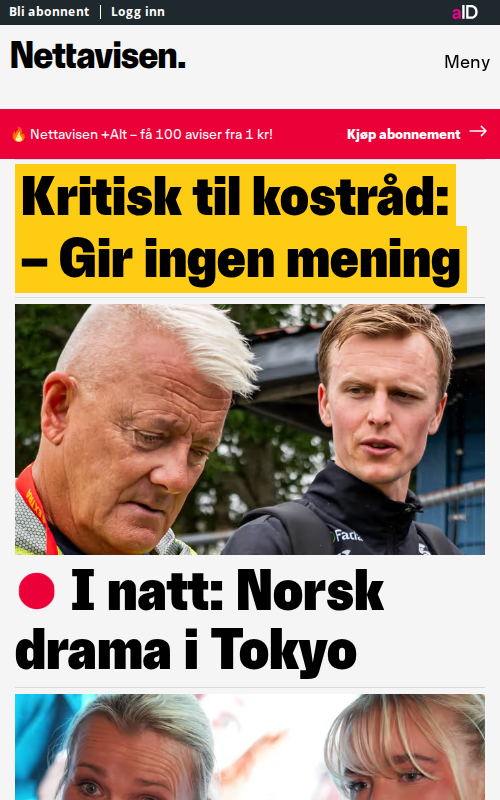 Bli abonnent | Logg inn
aID
Nettavisen.
Meny
🔥 Nettavisen +Alt – få 100 aviser fra 1 kr!
Kjøp abonnement →
Kritisk til kostråd:
– Gir ingen mening
I natt: Norsk
drama i Tokyo